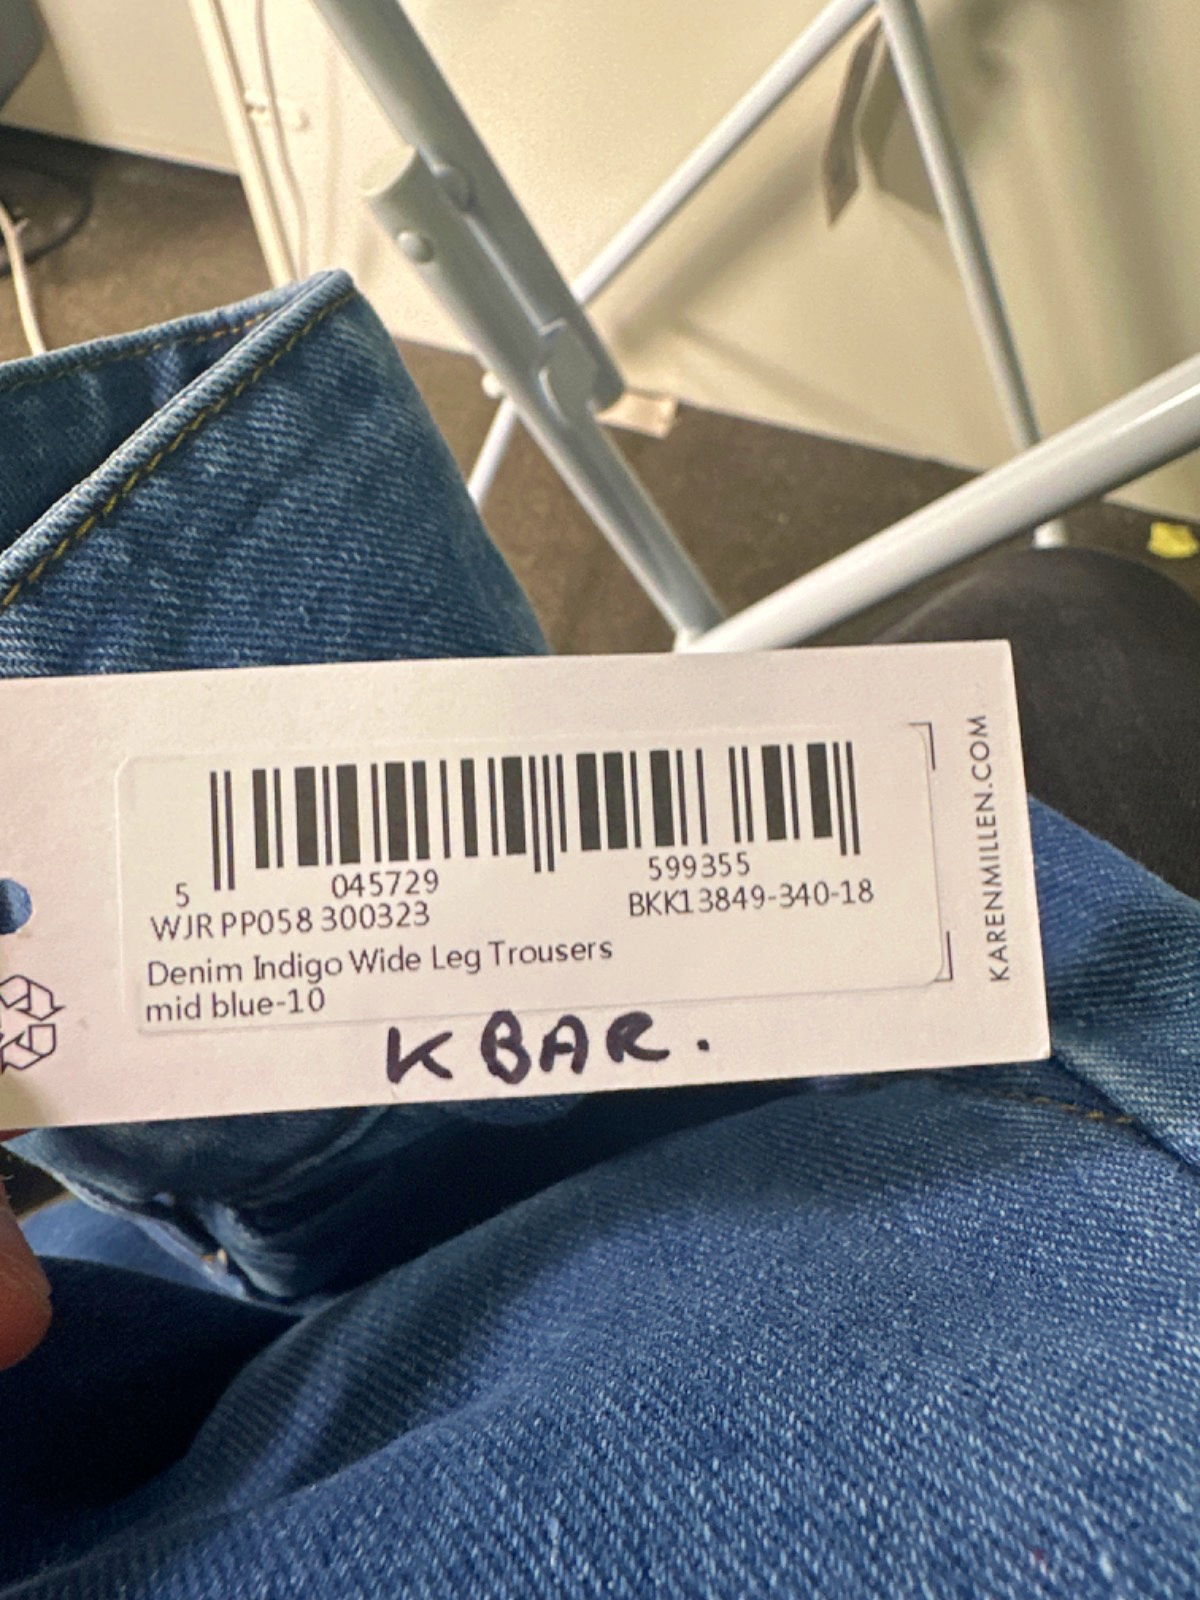 5 045729 599355
WJR PP058 300323 BKK13849-340-18
Denim Indigo Wide Leg Trousers
mid blue-10
K BAR.
KARENMILLEN.COM